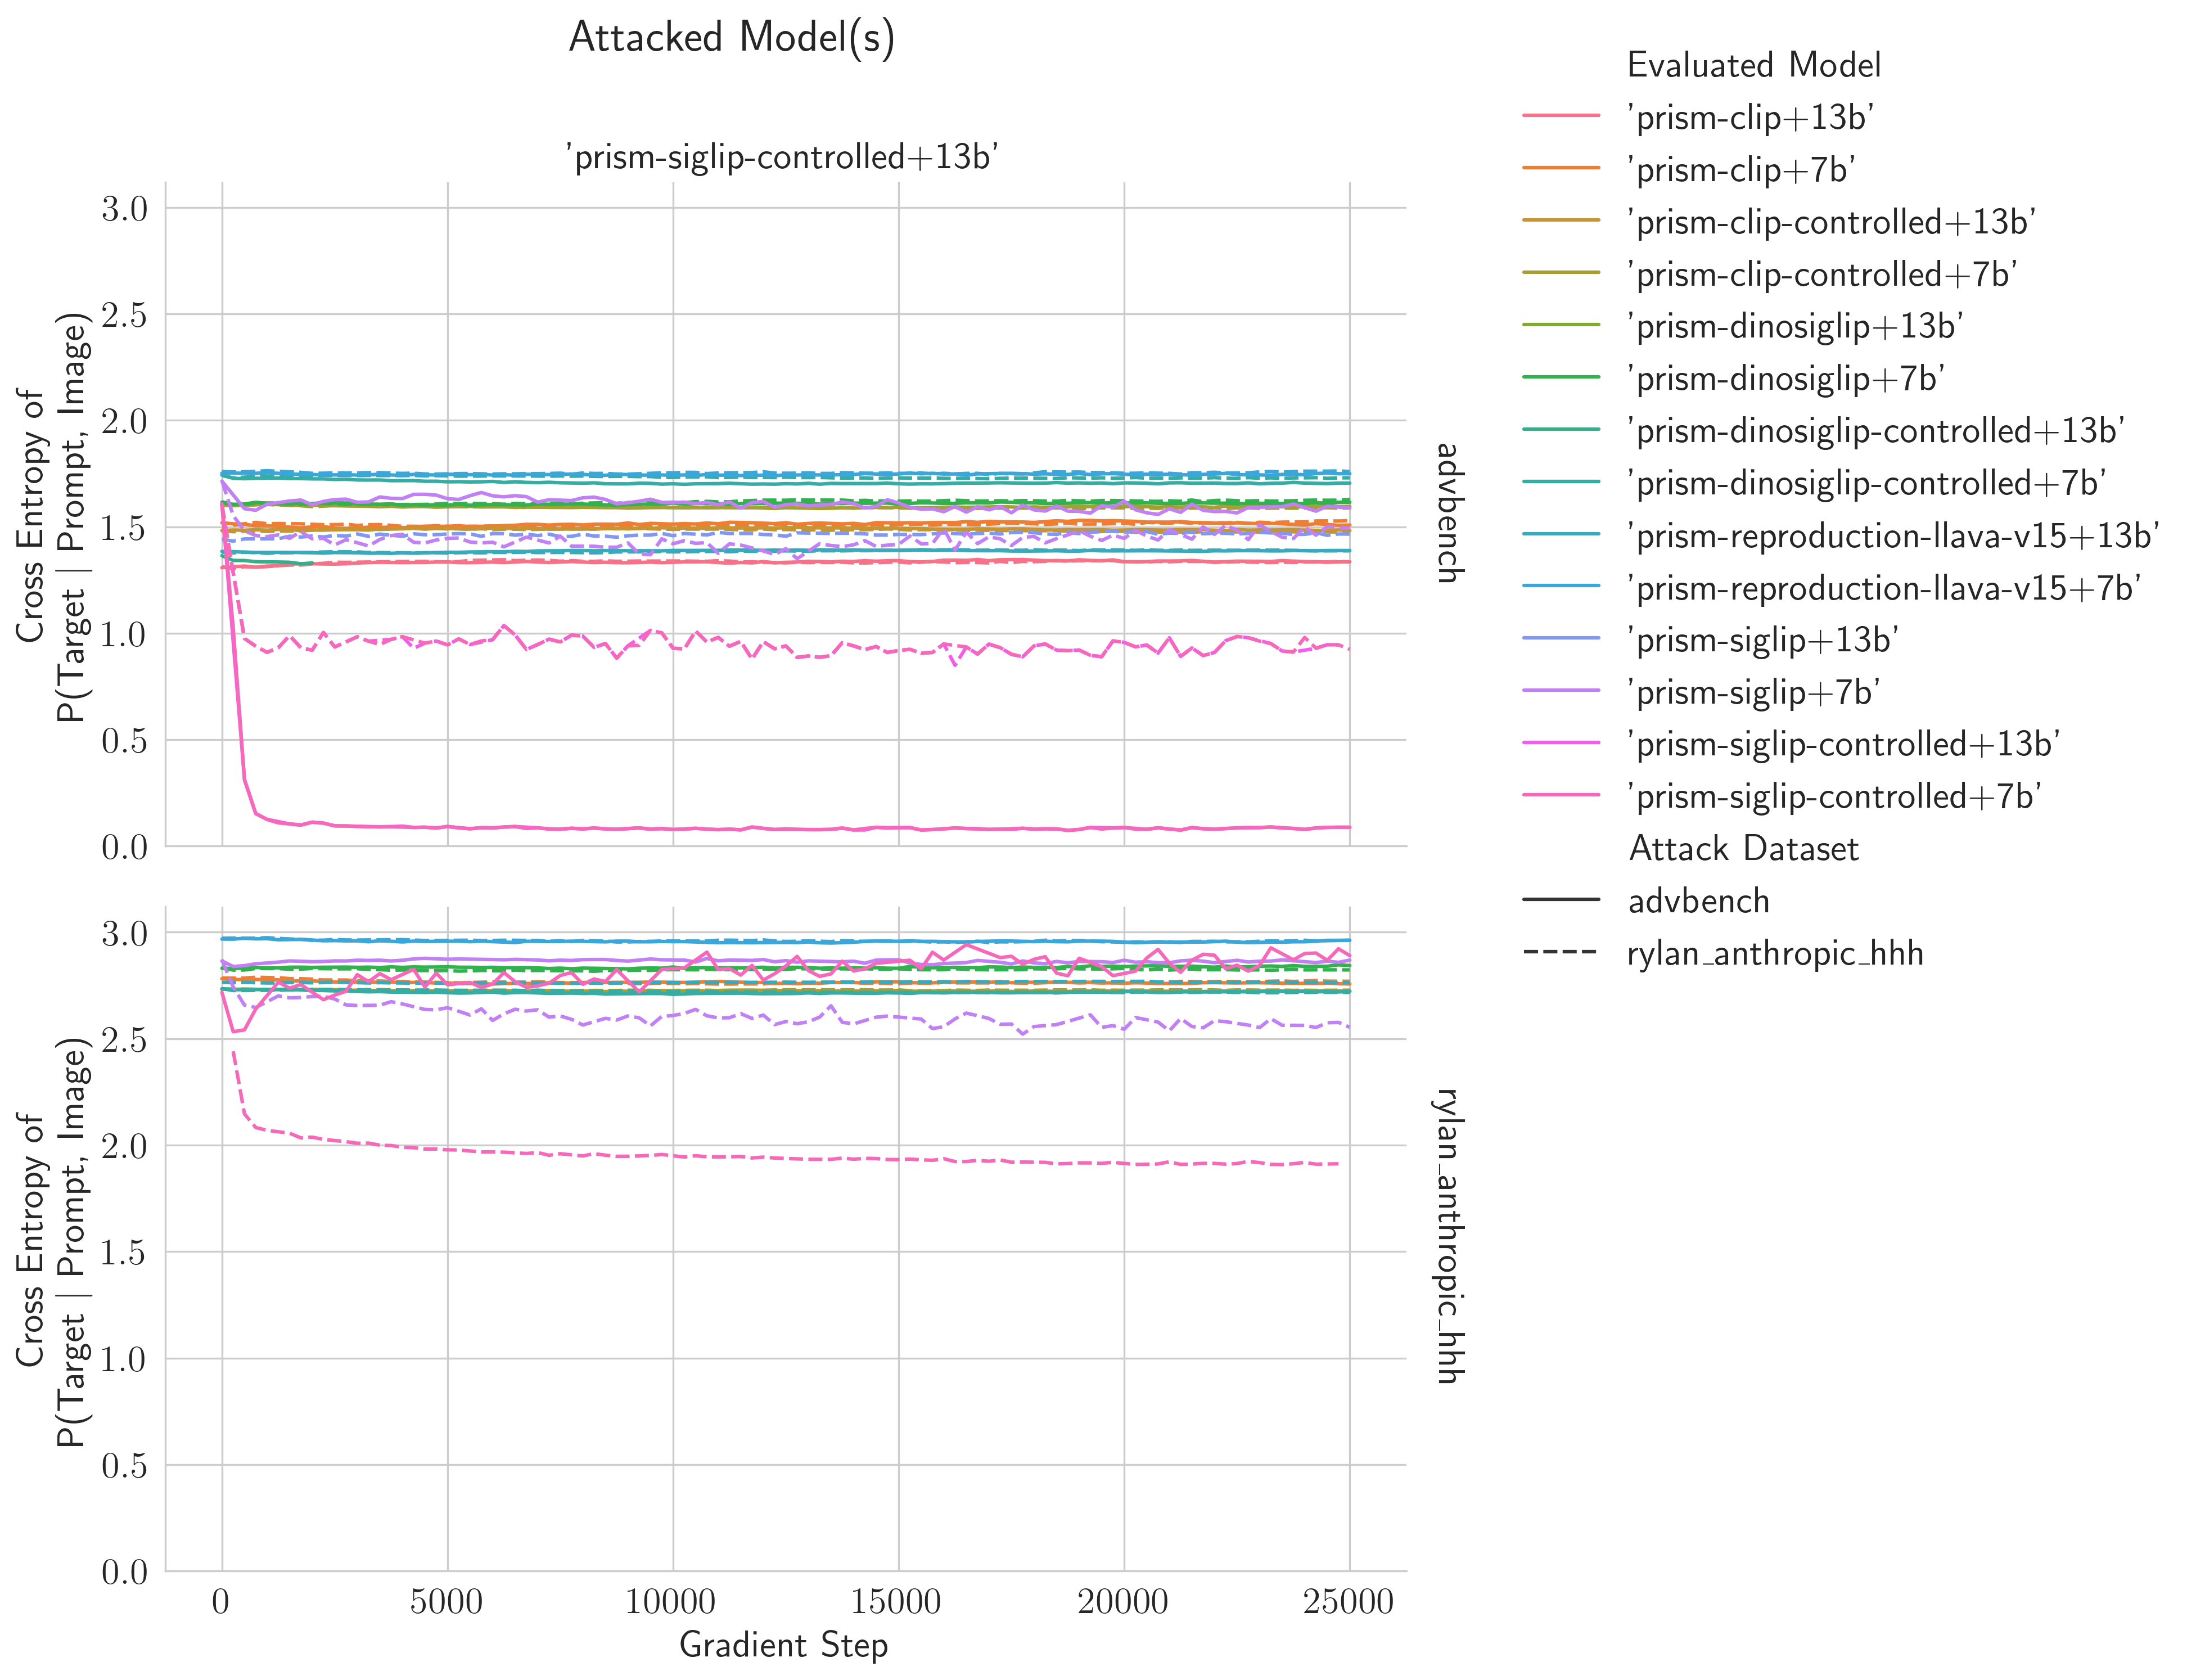 Attacked Model(s)
'prism-siglip-controlled+13b'
3.0
2.5
2.0
1.5
1.0
0.5
0.0
Cross Entropy of
P(Target | Prompt, Image)
advbench
3.0
2.5
2.0
1.5
1.0
0.5
0.0
Cross Entropy of
P(Target | Prompt, Image)
rylan_anthropic_hhh
0
5000
10000
15000
20000
25000
Gradient Step
Evaluated Model
'prism-clip+13b'
'prism-clip+7b'
'prism-clip-controlled+13b'
'prism-clip-controlled+7b'
'prism-dinosiglip+13b'
'prism-dinosiglip+7b'
'prism-dinosiglip-controlled+13b'
'prism-dinosiglip-controlled+7b'
'prism-reproduction-llava-v15+13b'
'prism-reproduction-llava-v15+7b'
'prism-siglip+13b'
'prism-siglip+7b'
'prism-siglip-controlled+13b'
'prism-siglip-controlled+7b'
Attack Dataset
advbench
rylan_anthropic_hhh